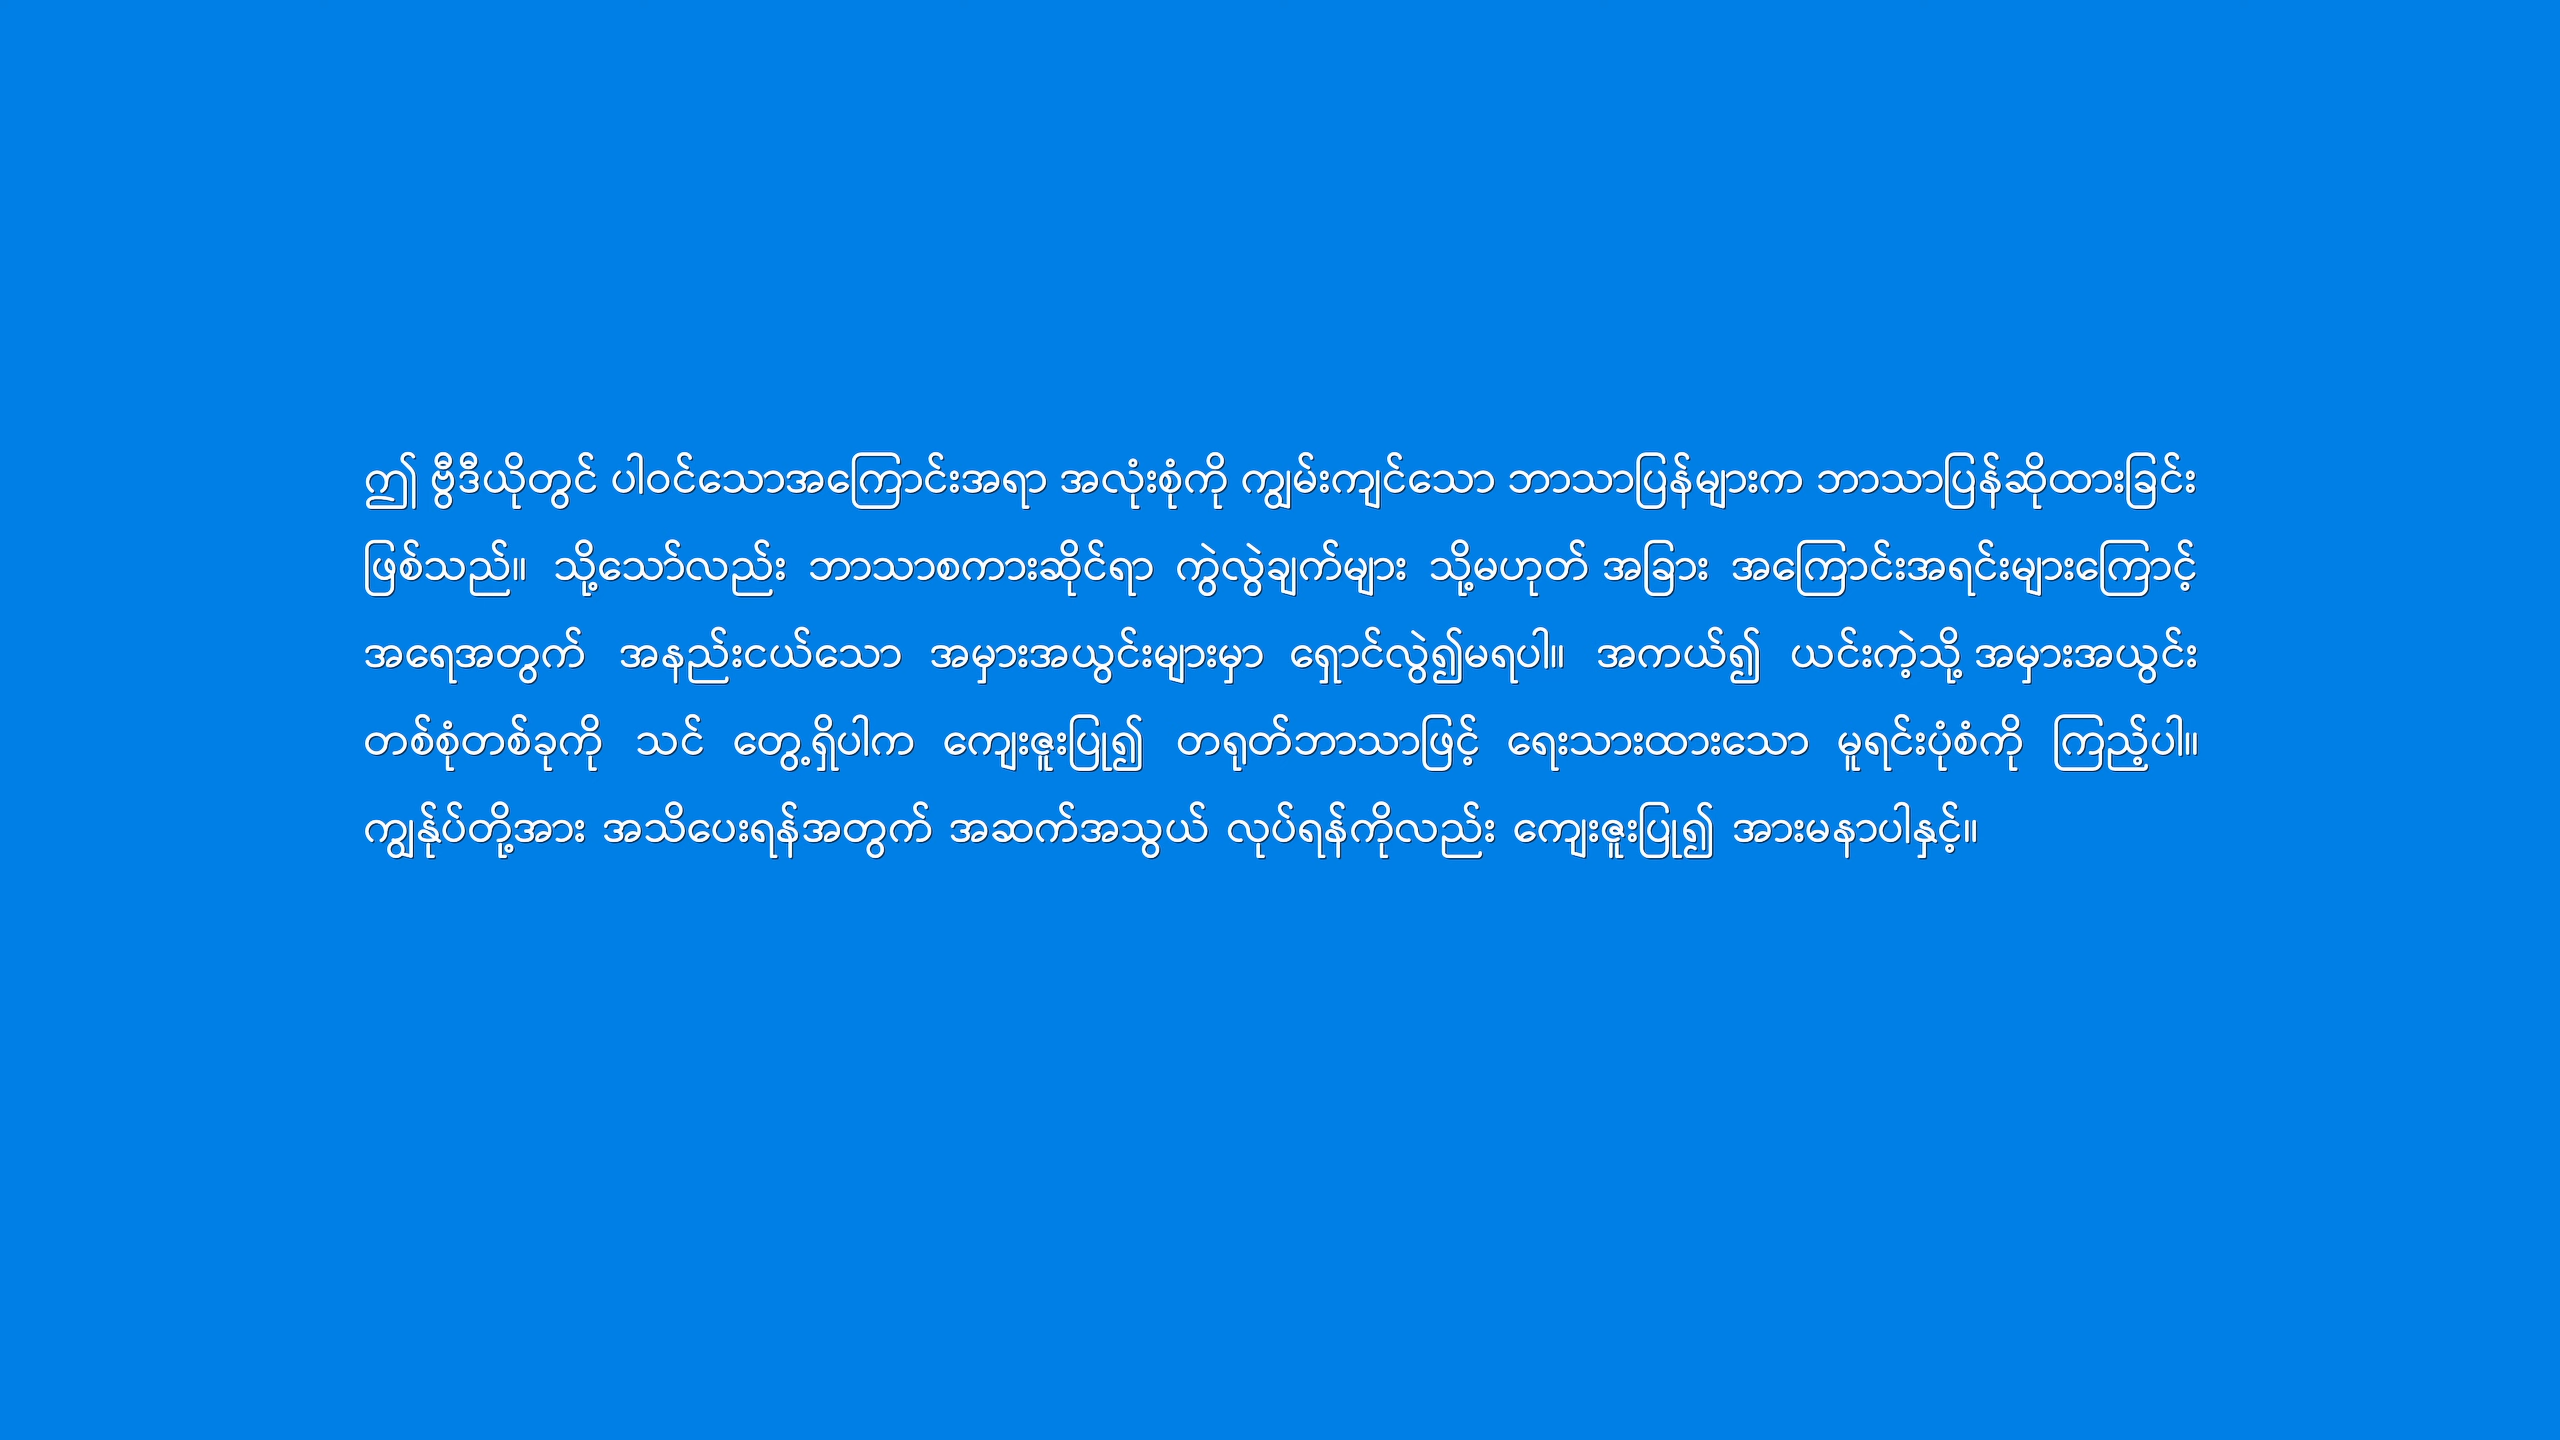 ဤ ဗွီဒီယိုတွင် ပါဝင်သောအကြောင်းအရာ အလုံးစုံကို ကျွမ်းကျင်သော ဘာသာပြန်များက ဘာသာပြန်ဆိုထားခြင်း
ဖြစ်သည်။ သို့သော်လည်း ဘာသာစကားဆိုင်ရာ ကွဲလွဲချက်များ သို့မဟုတ် အခြား အကြောင်းအရင်းများကြောင့်
အရေအတွက် အနည်းငယ်သော အမှားအယွင်းများမှာ ရှောင်လွဲ၍မရပါ။ အကယ်၍ ယင်းကဲ့သို့ အမှားအယွင်း
တစ်စုံတစ်ခုကို သင် တွေ့ရှိပါက ကျေးဇူးပြု၍ တရုတ်ဘာသာဖြင့် ရေးသားထားသော မူရင်းပုံစံကို ကြည့်ပါ။
ကျွန်ုပ်တို့အား အသိပေးရန်အတွက် အဆက်အသွယ် လုပ်ရန်ကိုလည်း ကျေးဇူးပြု၍ အားမနာပါနှင့်။